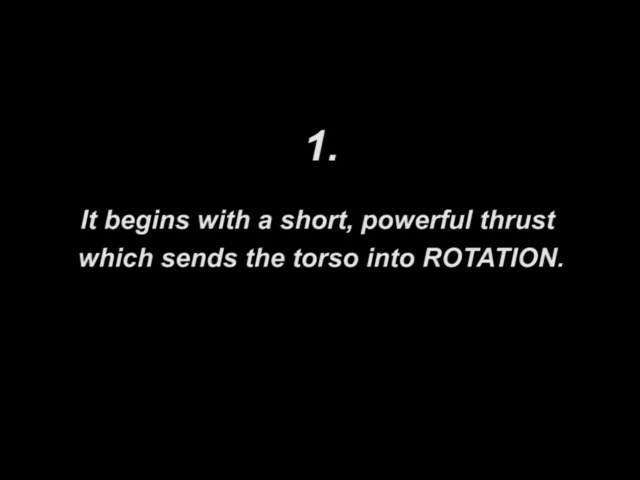 1.
It begins with a short, powerful thrust
which sends the torso into ROTATION.